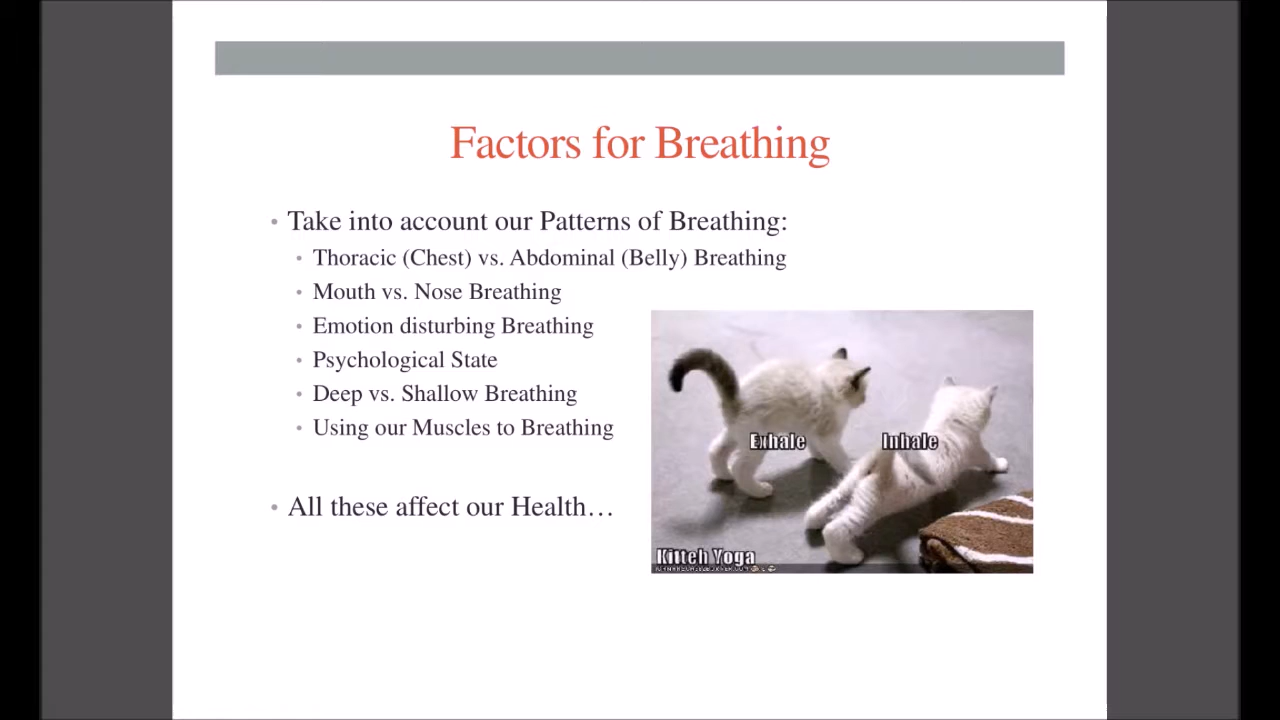 Factors for Breathing
• Take into account our Patterns of Breathing:
• Thoracic (Chest) vs. Abdominal (Belly) Breathing
• Mouth vs. Nose Breathing
• Emotion disturbing Breathing
• Psychological State
• Deep vs. Shallow Breathing
• Using our Muscles to Breathing
• All these affect our Health…
Exhale
Inhale
Kitteh Yoga